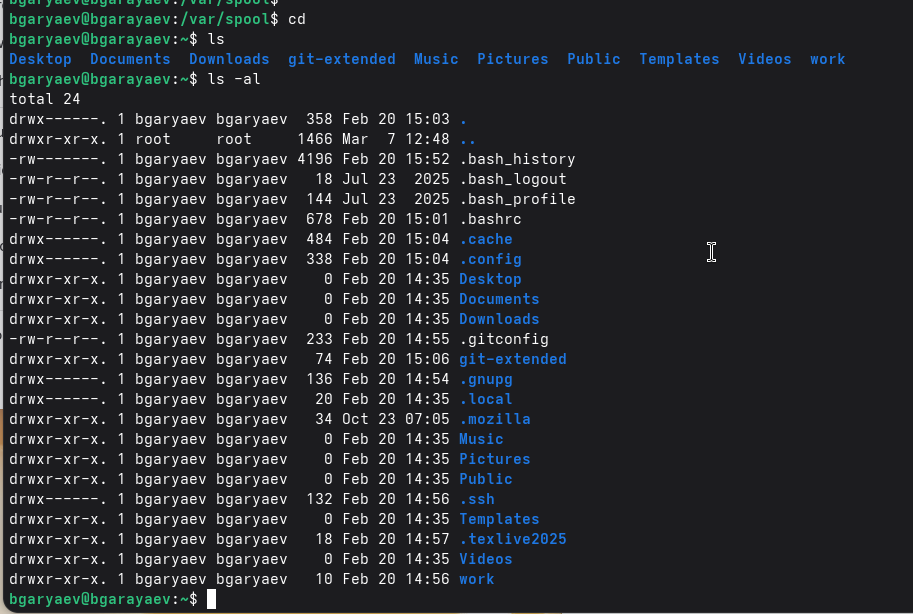 bgaryaev@bgarayaev:/var/spool$
bgaryaev@bgarayaev:/var/spool$ cd
bgaryaev@bgarayaev:~$ ls
Desktop  Documents  Downloads  git-extended  Music  Pictures  Public  Templates  Videos  work
bgaryaev@bgarayaev:~$ ls -al
total 24
drwx------. 1 bgaryaev bgaryaev  358 Feb 20 15:03 .
drwxr-xr-x. 1 root     root     1466 Mar  7 12:48 ..
-rw-------. 1 bgaryaev bgaryaev 4196 Feb 20 15:52 .bash_history
-rw-r--r--. 1 bgaryaev bgaryaev   18 Jul 23  2025 .bash_logout
-rw-r--r--. 1 bgaryaev bgaryaev  144 Jul 23  2025 .bash_profile
-rw-r--r--. 1 bgaryaev bgaryaev  678 Feb 20 15:01 .bashrc
drwx------. 1 bgaryaev bgaryaev  484 Feb 20 15:04 .cache
drwx------. 1 bgaryaev bgaryaev  338 Feb 20 15:04 .config
drwxr-xr-x. 1 bgaryaev bgaryaev    0 Feb 20 14:35 Desktop
drwxr-xr-x. 1 bgaryaev bgaryaev    0 Feb 20 14:35 Documents
drwxr-xr-x. 1 bgaryaev bgaryaev    0 Feb 20 14:35 Downloads
-rw-r--r--. 1 bgaryaev bgaryaev  233 Feb 20 14:55 .gitconfig
drwxr-xr-x. 1 bgaryaev bgaryaev   74 Feb 20 15:06 git-extended
drwx------. 1 bgaryaev bgaryaev  136 Feb 20 14:54 .gnupg
drwx------. 1 bgaryaev bgaryaev   20 Feb 20 14:35 .local
drwxr-xr-x. 1 bgaryaev bgaryaev   34 Oct 23 07:05 .mozilla
drwxr-xr-x. 1 bgaryaev bgaryaev    0 Feb 20 14:35 Music
drwxr-xr-x. 1 bgaryaev bgaryaev    0 Feb 20 14:35 Pictures
drwxr-xr-x. 1 bgaryaev bgaryaev    0 Feb 20 14:35 Public
drwx------. 1 bgaryaev bgaryaev  132 Feb 20 14:56 .ssh
drwxr-xr-x. 1 bgaryaev bgaryaev    0 Feb 20 14:35 Templates
drwxr-xr-x. 1 bgaryaev bgaryaev   18 Feb 20 14:57 .texlive2025
drwxr-xr-x. 1 bgaryaev bgaryaev    0 Feb 20 14:35 Videos
drwxr-xr-x. 1 bgaryaev bgaryaev   10 Feb 20 14:56 work
bgaryaev@bgarayaev:~$